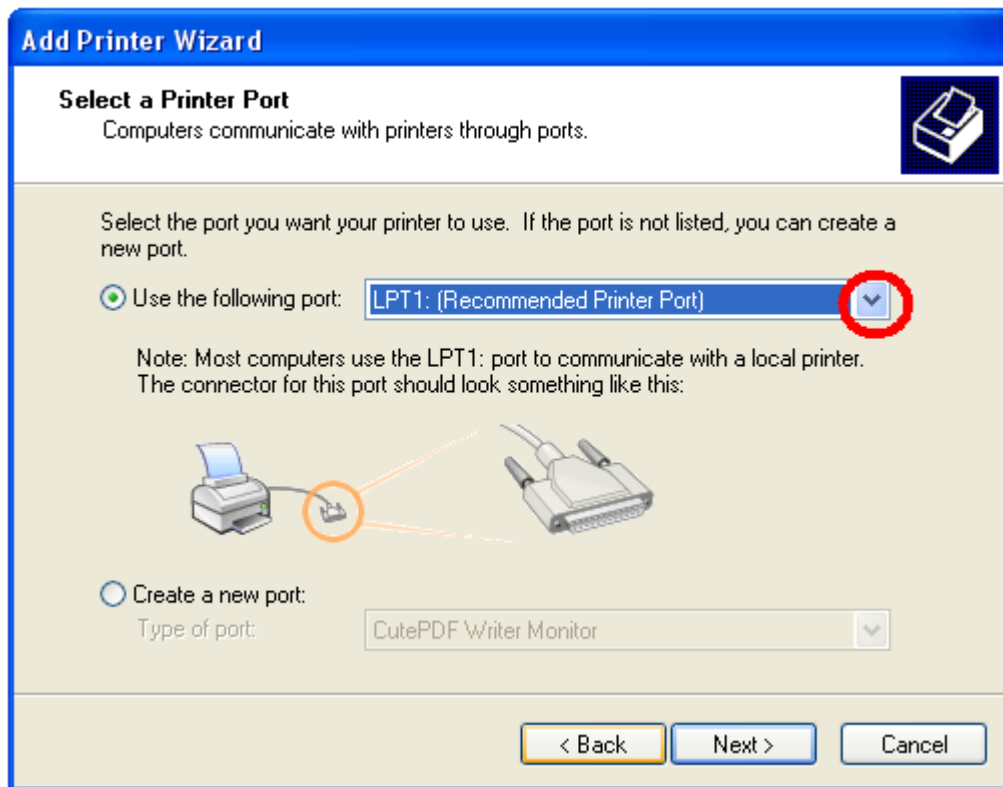 Add Printer Wizard
Select a Printer Port
Computers communicate with printers through ports.
Select the port you want your printer to use.  If the port is not listed, you can create a
new port.
Use the following port: LPT1: (Recommended Printer Port)
Note: Most computers use the LPT1: port to communicate with a local printer.
The connector for this port should look something like this:
Create a new port:
Type of port: CutePDF Writer Monitor
< Back Next > Cancel